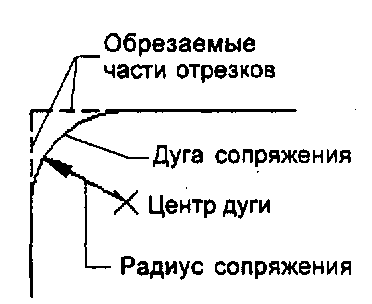 Обрезаемые
части отрезков
Дуга сопряжения
Центр дуги
Радиус сопряжения